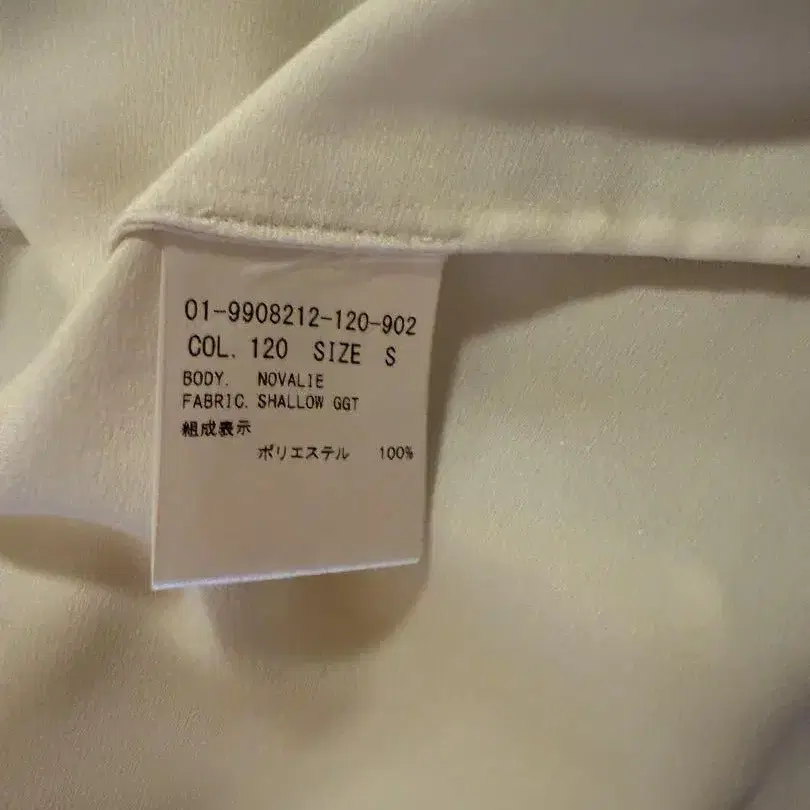 01-9908212-120-902
COL. 120 SIZE S
BODY. NOVALIE
FABRIC. SHALLOW GGT
組成表示
ポリエステル 100%